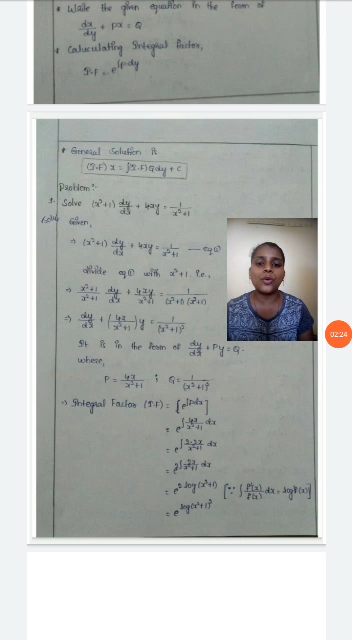 • Write the given equation in the form of
dx/dy + Px = Q
• Calculating Integral Factor,
I.F = e^∫Pdy
• General Solution is
(I.F) x = ∫(I.F) Q dy + C
Problem:-
1. Solve (x²+1) dy/dx + 4xy = 1/x²+1
Given,
⇒ (x²+1) dy/dx + 4xy = 1/x²+1 — eq①
divide eq① with x²+1. i.e.,
⇒ x²+1/x²+1 dy/dx + 4xy/x²+1 = 1/(x²+1)(x²+1)
⇒ dy/dx + (4x/x²+1) y = 1/(x²+1)²
It is in the form of dy/dx + Py = Q.
where,
P = 4x/x²+1 ; Q = 1/(x²+1)²
⇒ Integral Factor (I.F) = [e^∫Pdx]
= e^∫4x/x²+1 dx
= e^∫2·2x/x²+1 dx
= e^2∫2x/x²+1 dx
= e^2 log(x²+1) [∵ ∫f'(x)/f(x) dx = log f(x)]
= e^log(x²+1)²
02:24